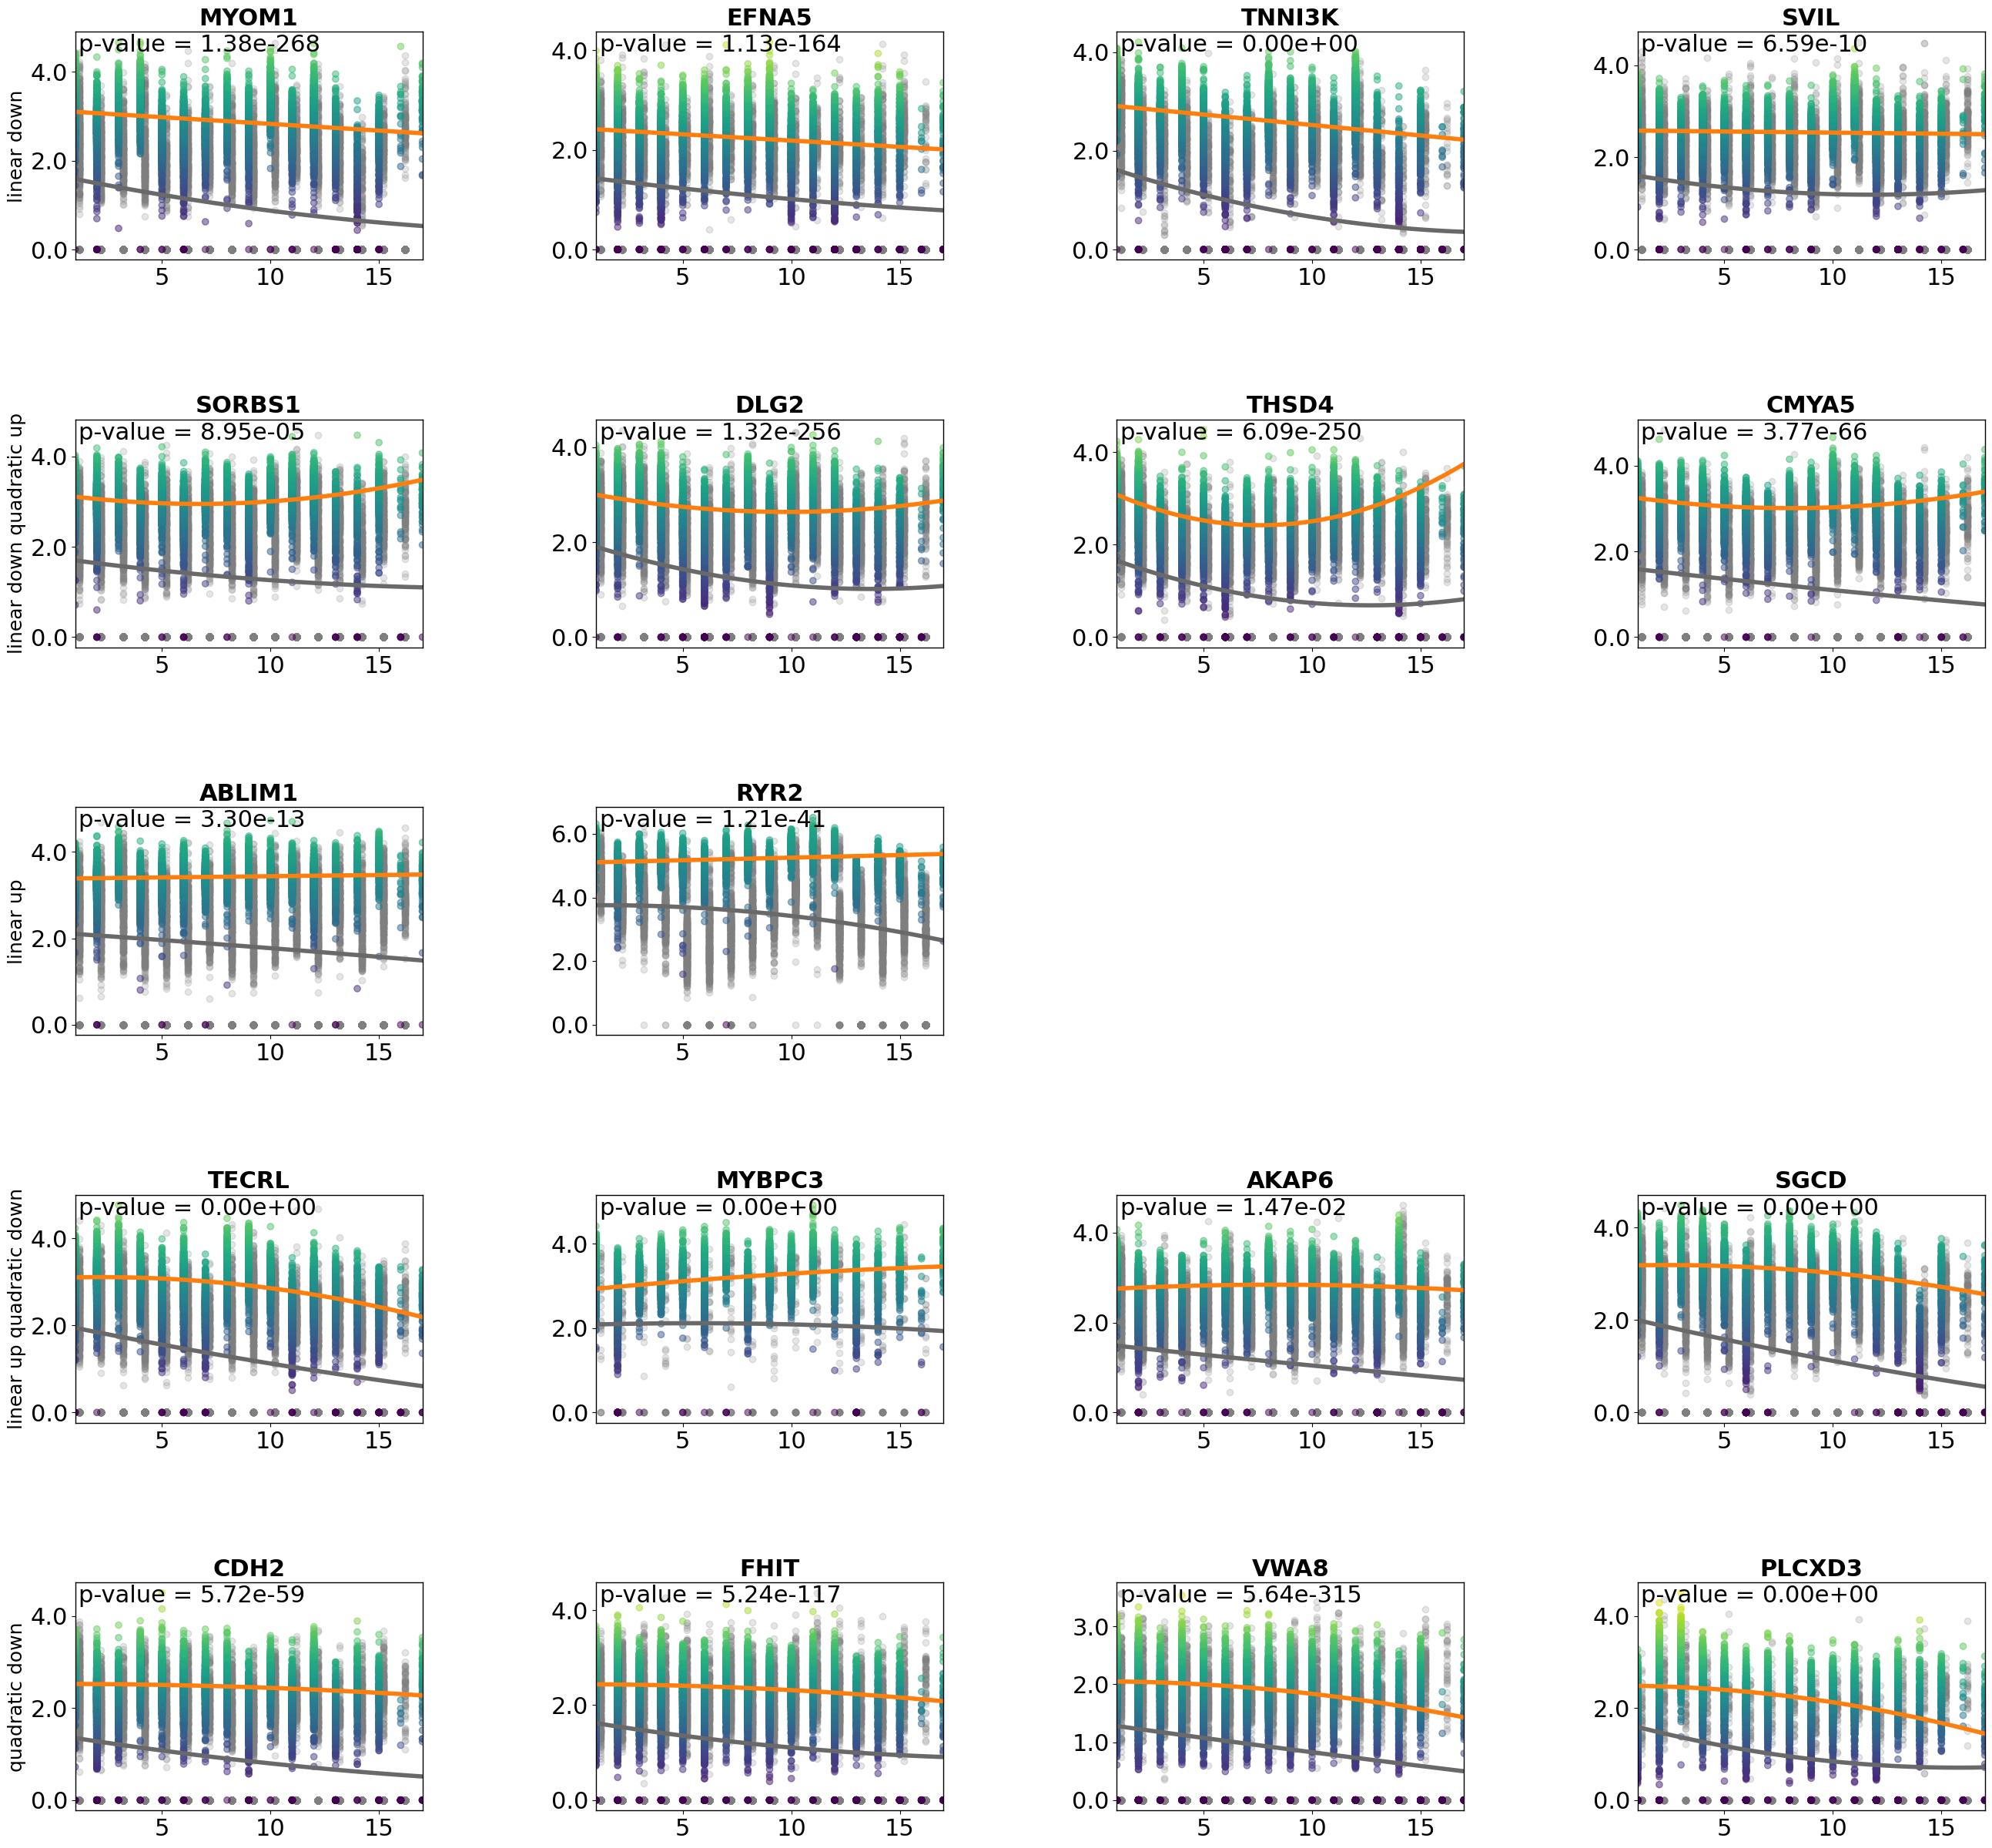 MYOM1 EFNA5 TNNI3K SVIL
p-value = 1.38e-268 p-value = 1.13e-164 p-value = 0.00e+00 p-value = 6.59e-10
linear down
4.0 2.0 0.0 4.0 2.0 0.0 4.0 2.0 0.0 4.0 2.0 0.0
5 10 15 5 10 15 5 10 15 5 10 15
SORBS1 DLG2 THSD4 CMYA5
p-value = 8.95e-05 p-value = 1.32e-256 p-value = 6.09e-250 p-value = 3.77e-66
linear down quadratic up
4.0 2.0 0.0 4.0 2.0 0.0 4.0 2.0 0.0 4.0 2.0 0.0
5 10 15 5 10 15 5 10 15 5 10 15
ABLIM1 RYR2
p-value = 3.30e-13 p-value = 1.21e-41
linear up
4.0 2.0 0.0 6.0 4.0 2.0 0.0
5 10 15 5 10 15
TECRL MYBPC3 AKAP6 SGCD
p-value = 0.00e+00 p-value = 0.00e+00 p-value = 1.47e-02 p-value = 0.00e+00
linear up quadratic down
4.0 2.0 0.0 4.0 2.0 0.0 4.0 2.0 0.0 4.0 2.0 0.0
5 10 15 5 10 15 5 10 15 5 10 15
CDH2 FHIT VWA8 PLCXD3
p-value = 5.72e-59 p-value = 5.24e-117 p-value = 5.64e-315 p-value = 0.00e+00
quadratic down
4.0 2.0 0.0 4.0 2.0 0.0 3.0 2.0 1.0 0.0 4.0 2.0 0.0
5 10 15 5 10 15 5 10 15 5 10 15